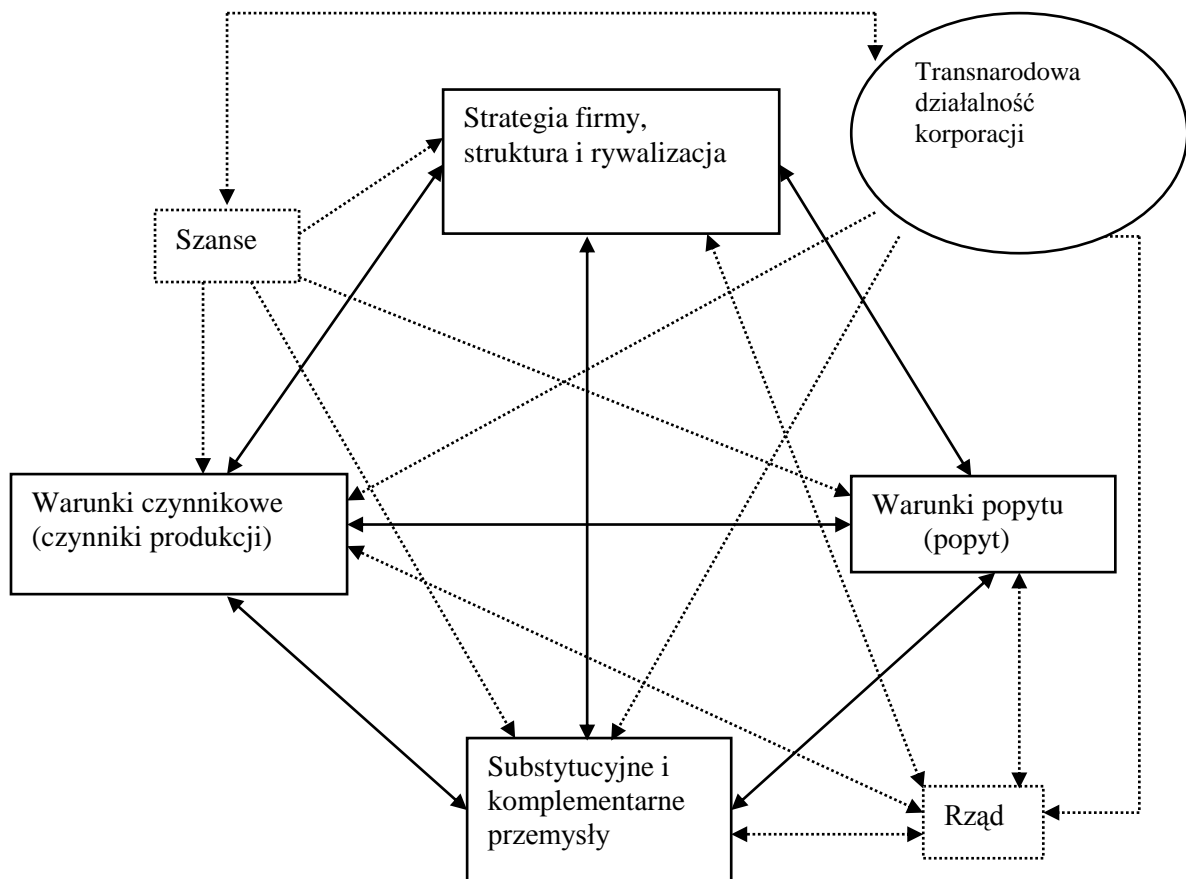 Transnarodowa
działalność
korporacji
Strategia firmy,
struktura i rywalizacja
Szanse
Warunki czynnikowe
(czynniki produkcji)
Warunki popytu
(popyt)
Substytucyjne i
komplementarne
przemysły
Rząd